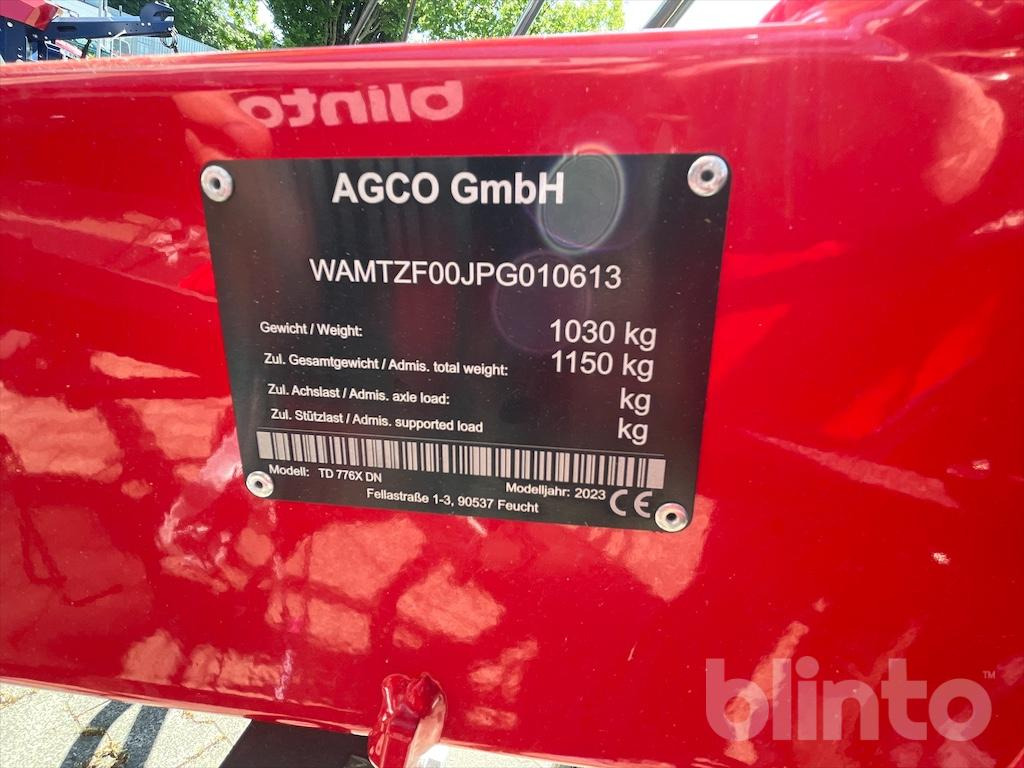 blinto
AGCO GmbH
WAMTZF00JPG010613
Gewicht / Weight: 1030 kg
Zul. Gesamtgewicht / Admis. total weight: 1150 kg
Zul. Achslast / Admis. axle load: kg
Zul. Stützlast / Admis. supported load kg
Modell: TD 776X DN Modelljahr: 2023 CE
Fellastraße 1-3, 90537 Feucht
blinto™